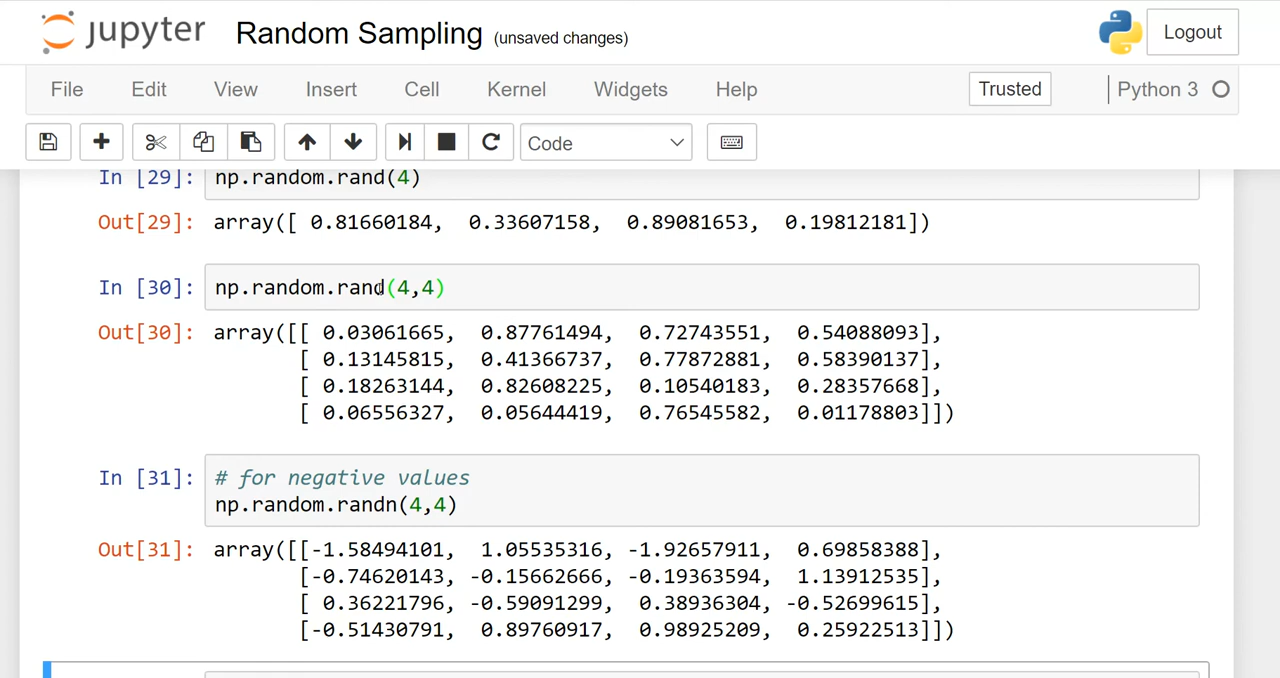 jupyter Random Sampling (unsaved changes) Logout
File Edit View Insert Cell Kernel Widgets Help Trusted Python 3
Code
In [29]: np.random.rand(4)
Out[29]: array([ 0.81660184, 0.33607158, 0.89081653, 0.19812181])
In [30]: np.random.rand(4,4)
Out[30]: array([[ 0.03061665, 0.87761494, 0.72743551, 0.54088093],
[ 0.13145815, 0.41366737, 0.77872881, 0.58390137],
[ 0.18263144, 0.82608225, 0.10540183, 0.28357668],
[ 0.06556327, 0.05644419, 0.76545582, 0.01178803]])
In [31]: # for negative values
np.random.randn(4,4)
Out[31]: array([[-1.58494101, 1.05535316, -1.92657911, 0.69858388],
[-0.74620143, -0.15662666, -0.19363594, 1.13912535],
[ 0.36221796, -0.59091299, 0.38936304, -0.52699615],
[-0.51430791, 0.89760917, 0.98925209, 0.25922513]])